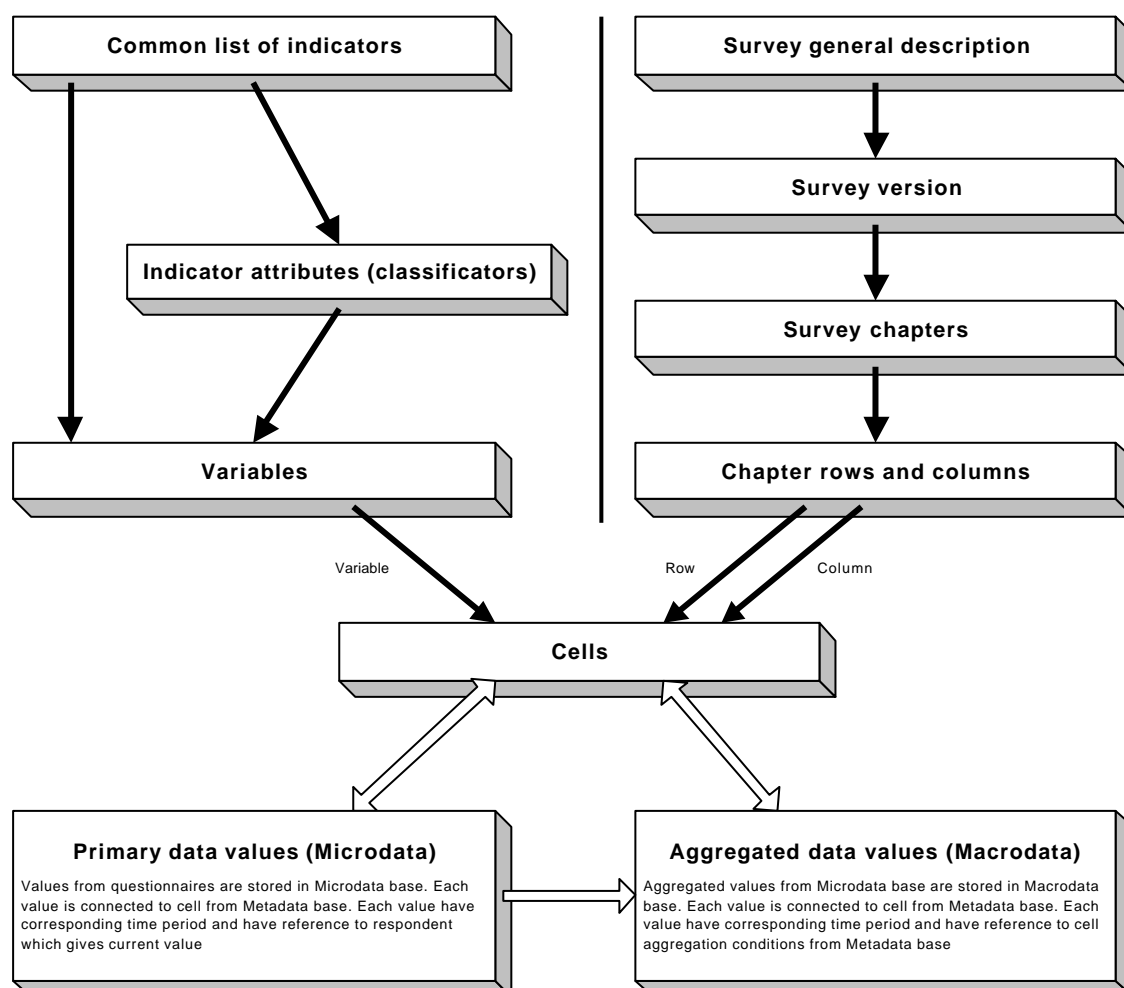 Common list of indicators
Survey general description
Survey version
Indicator attributes (classificators)
Survey chapters
Variables
Chapter rows and columns
Variable
Row
Column
Cells
Primary data values (Microdata)
Values from questionnaires are stored in Microdata base. Each
value is connected to cell from Metadata base. Each value have
corresponding time period and have reference to respondent
which gives current value
Aggregated data values (Macrodata)
Aggregated values from Microdata base are stored in Macrodata
base. Each value is connected to cell from Metadata base. Each
value have corresponding time period and have reference to cell
aggregation conditions from Metadata base